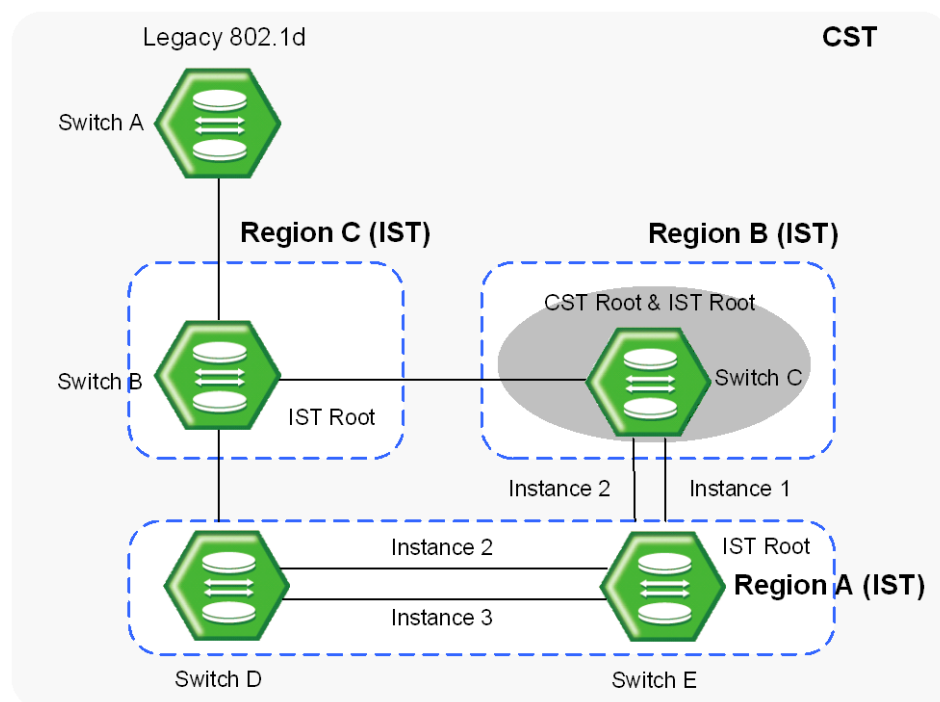 Legacy 802.1d
CST
Switch A
Region C (IST)
Region B (IST)
CST Root & IST Root
Switch B
Switch C
IST Root
Instance 2
Instance 1
Instance 2
IST Root
Region A (IST)
Instance 3
Switch D
Switch E